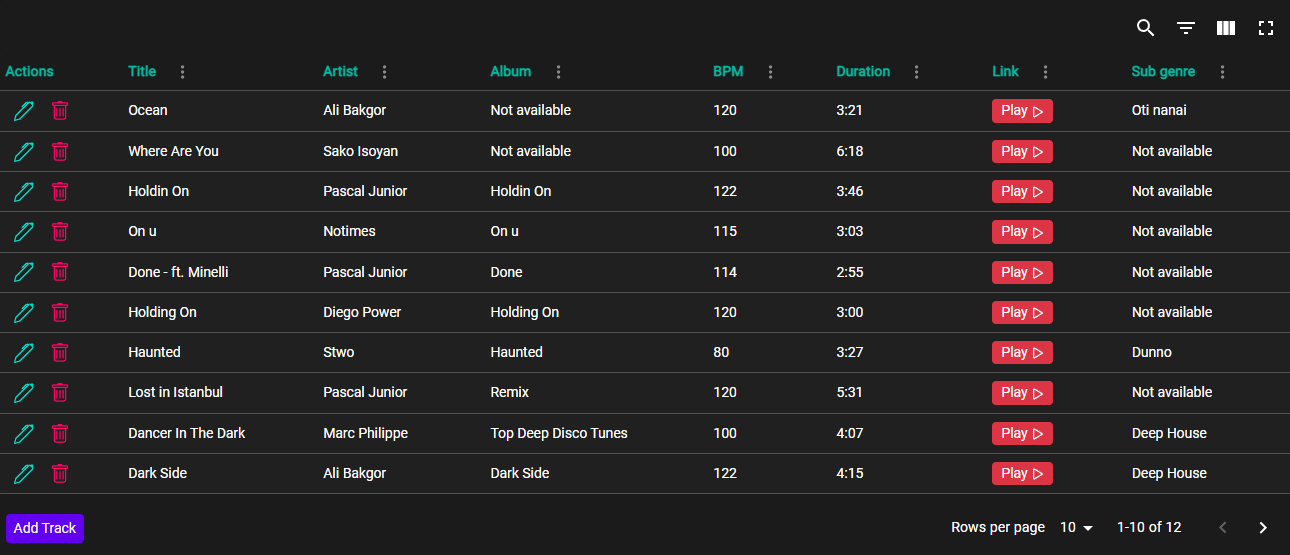 Actions Title Artist Album BPM Duration Link Sub genre
Ocean Ali Bakgor Not available 120 3:21 Play Oti nanai
Where Are You Sako Isoyan Not available 100 6:18 Play Not available
Holdin On Pascal Junior Holdin On 122 3:46 Play Not available
On u Notimes On u 115 3:03 Play Not available
Done - ft. Minelli Pascal Junior Done 114 2:55 Play Not available
Holding On Diego Power Holding On 120 3:00 Play Not available
Haunted Stwo Haunted 80 3:27 Play Dunno
Lost in Istanbul Pascal Junior Remix 120 5:31 Play Not available
Dancer In The Dark Marc Philippe Top Deep Disco Tunes 100 4:07 Play Deep House
Dark Side Ali Bakgor Dark Side 122 4:15 Play Deep House
Add Track Rows per page 10 1-10 of 12